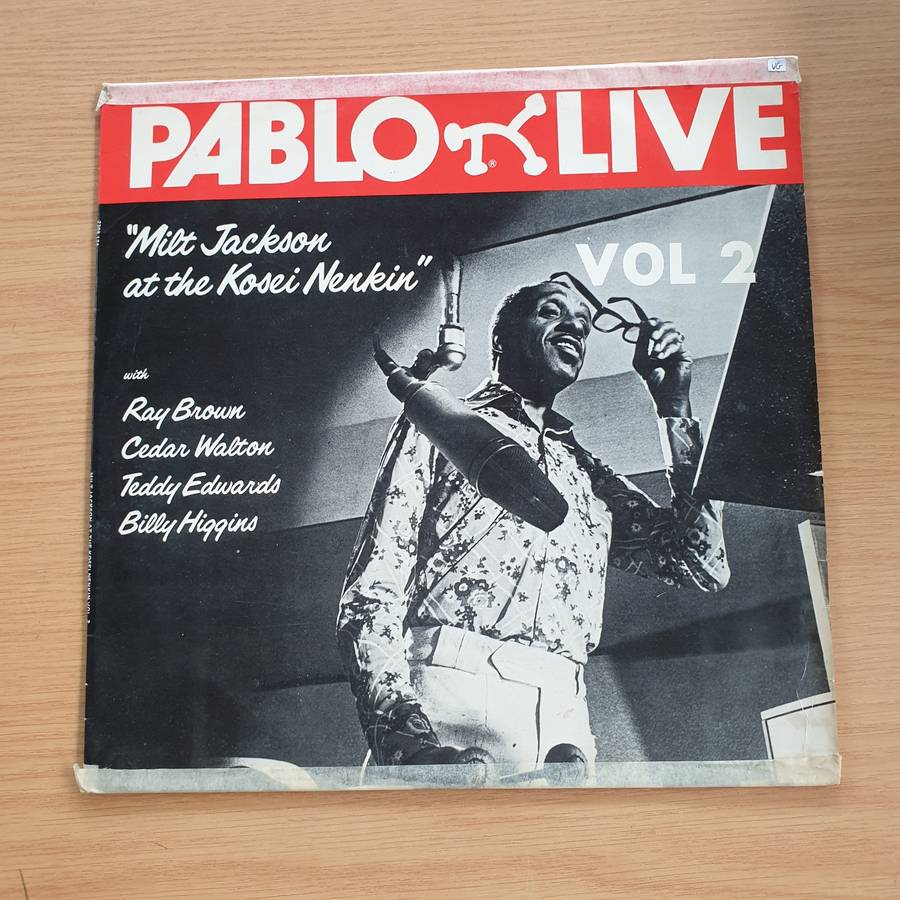 VG
PABLO LIVE
®
"Milt Jackson
at the Kosei Nenkin"
VOL 2
with
Ray Brown
Cedar Walton
Teddy Edwards
Billy Higgins